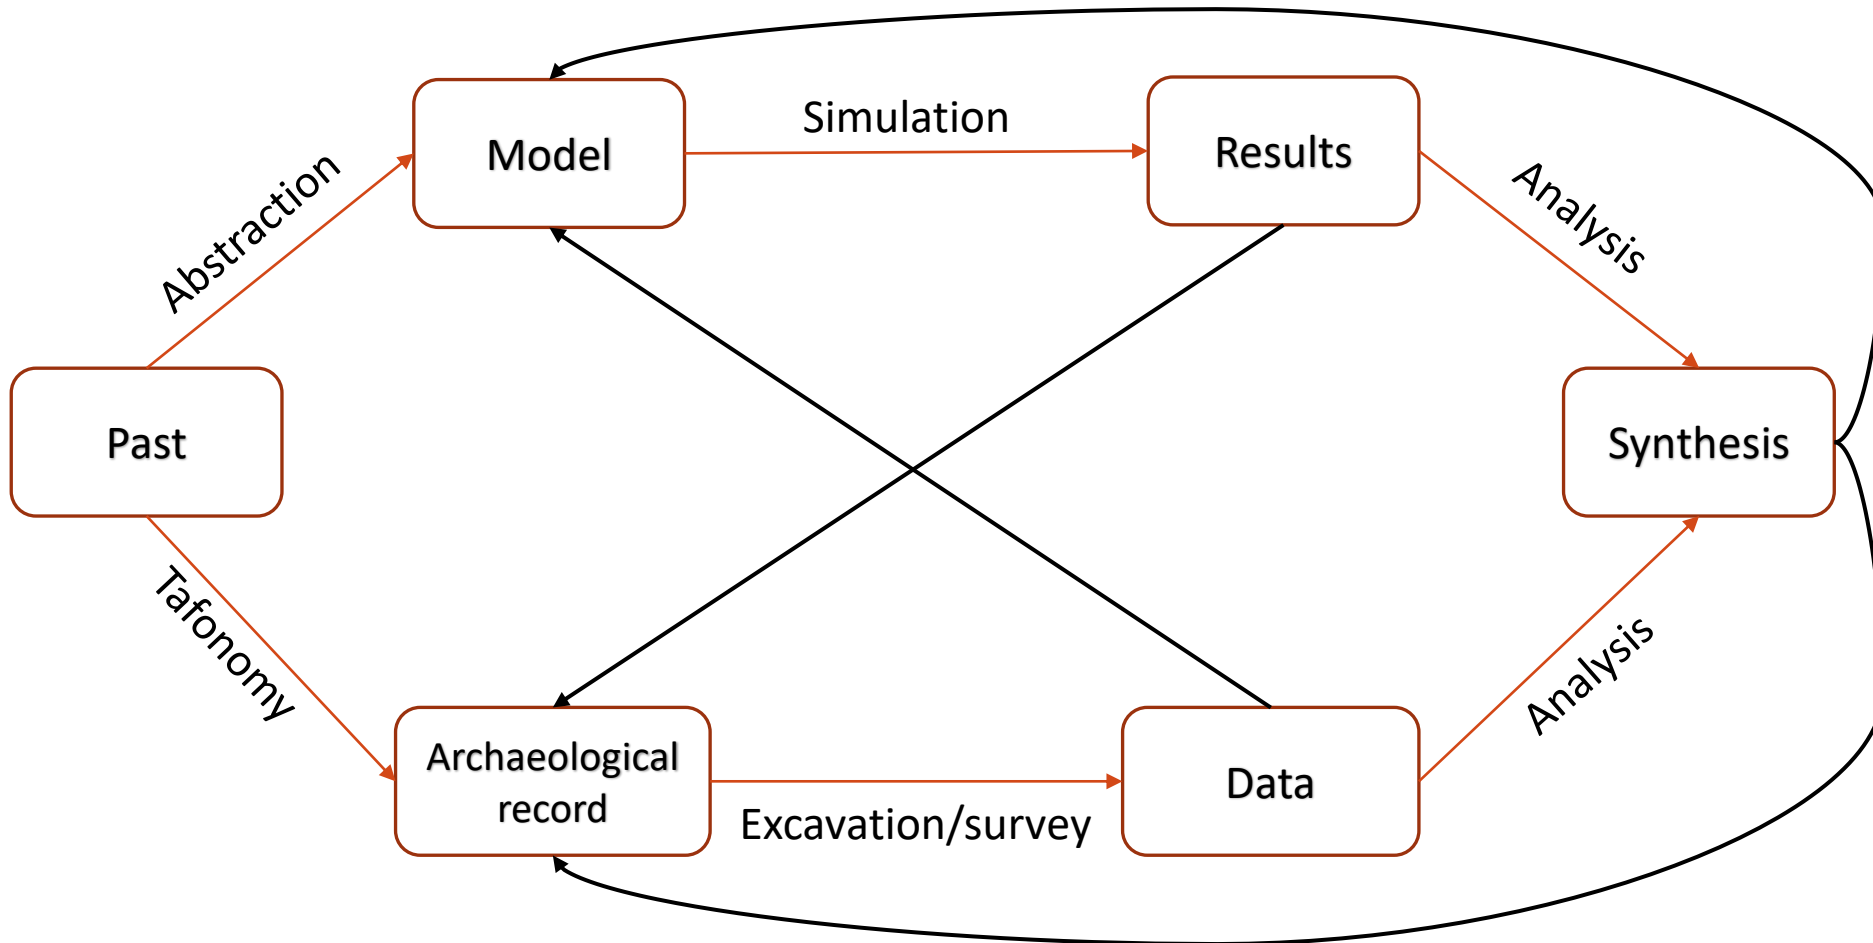 Simulation
Model
Results
Abstraction
Analysis
Past
Synthesis
Tafonomy
Analysis
Archaeological
record
Data
Excavation/survey